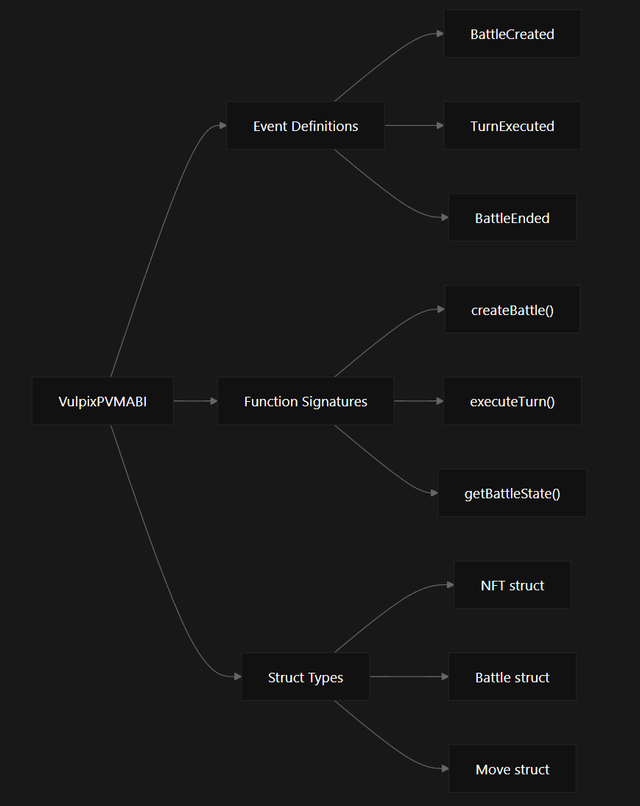 BattleCreated
Event Definitions
TurnExecuted
BattleEnded
createBattle()
VulpixPVMABI
Function Signatures
executeTurn()
getBattleState()
NFT struct
Struct Types
Battle struct
Move struct